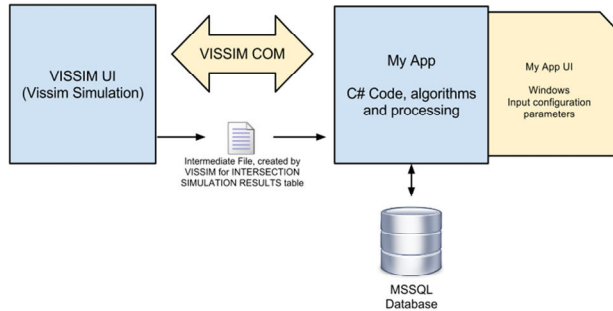 VISSIM UI
(Vissim Simulation)
VISSIM COM
My App
C# Code, algorithms
and processing
My App UI
Windows
Input configuration
parameters
Intermediate File, created by
VISSIM for INTERSECTION
SIMULATION RESULTS table
MSSQL
Database